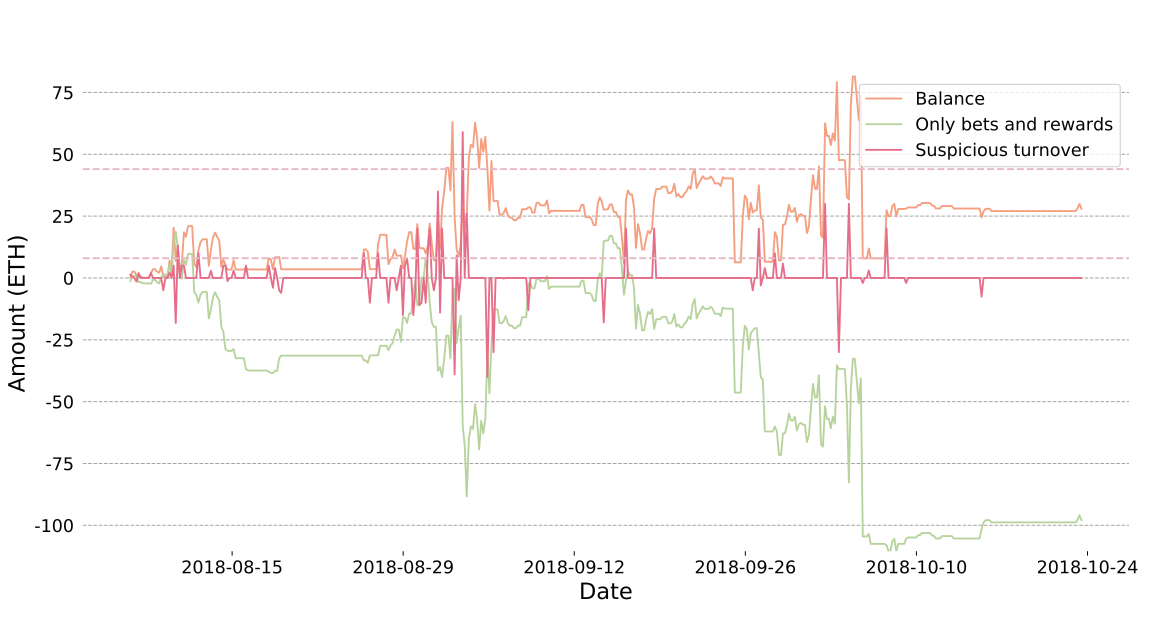 Balance
Only bets and rewards
Suspicious turnover
75
50
25
0
-25
-50
-75
-100
Amount (ETH)
2018-08-15
2018-08-29
2018-09-12
2018-09-26
2018-10-10
2018-10-24
Date